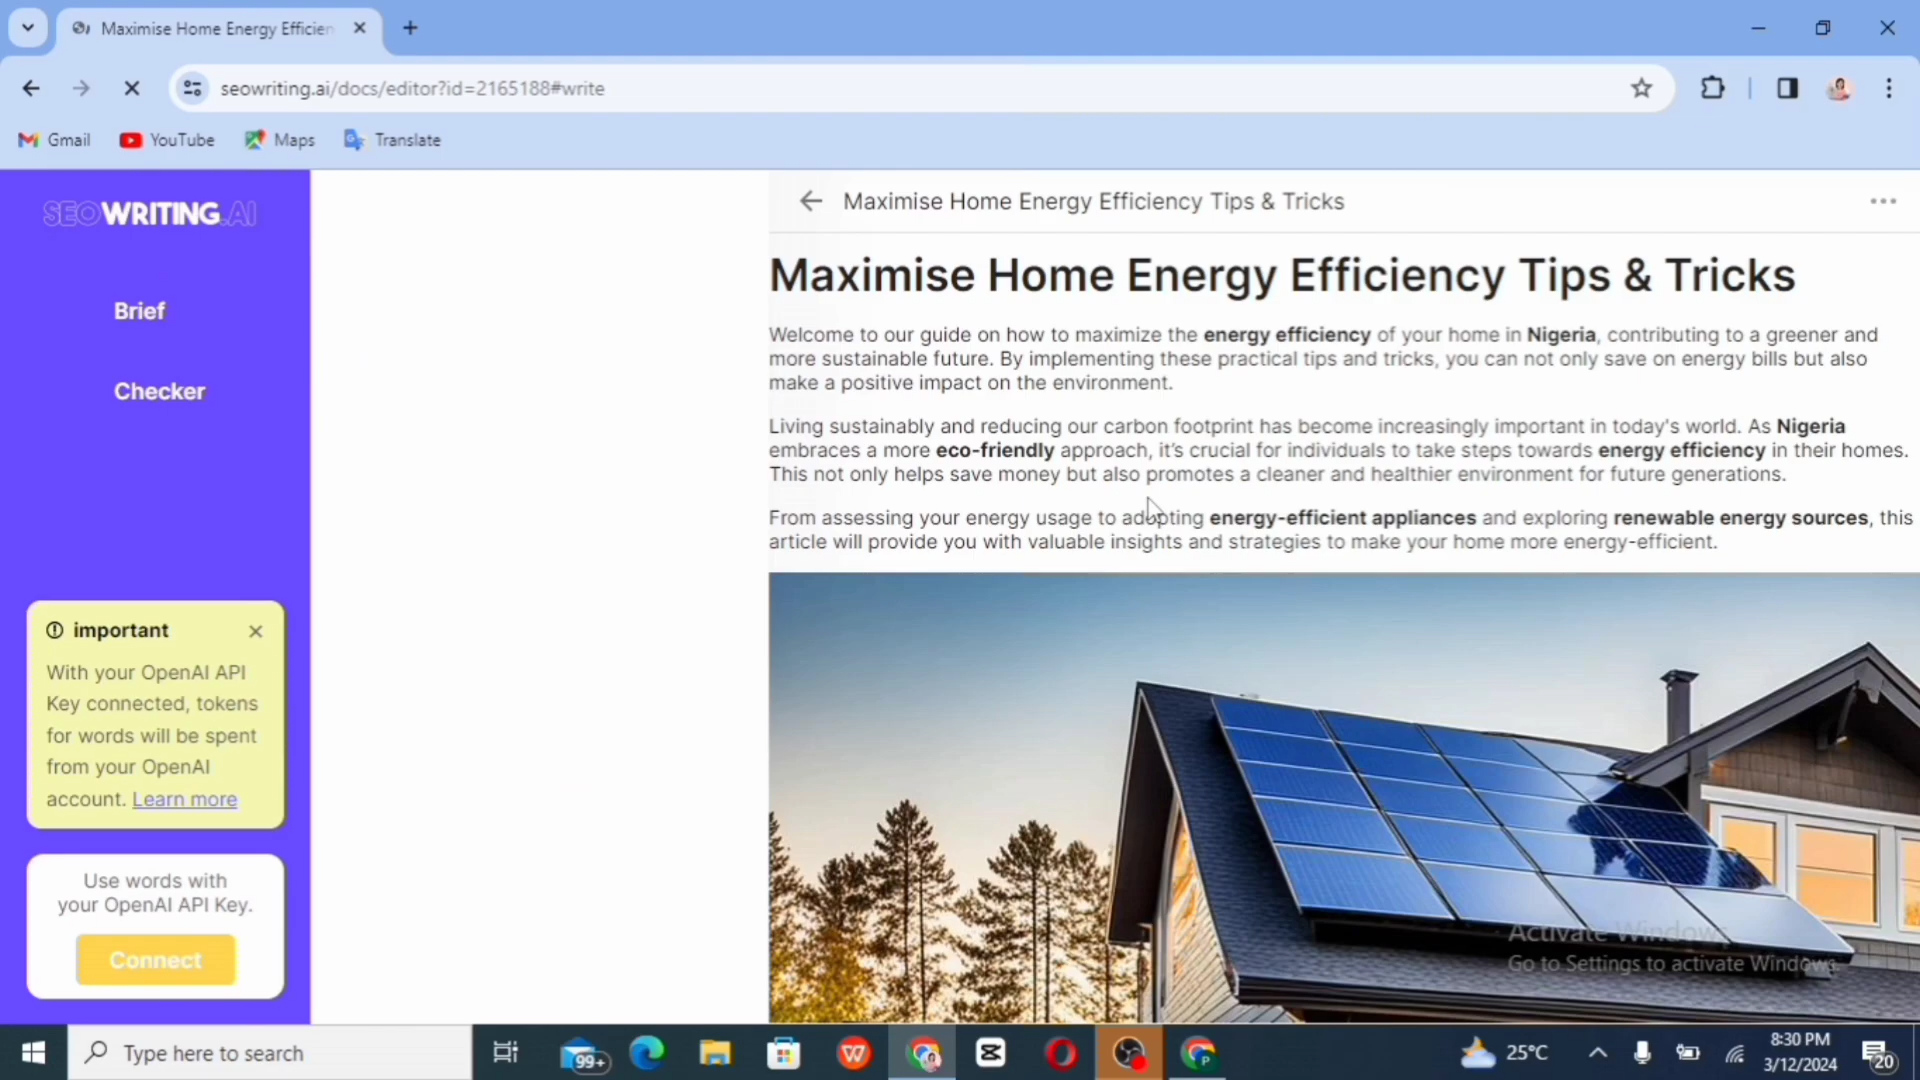 Maximise Home Energy Efficien
seowriting.ai/docs/editor?id=2165188#write
Gmail
YouTube
Maps
Translate
SEOWRITING.AI
Brief
Checker
important
With your OpenAI API
Key connected, tokens
for words will be spent
from your OpenAI
account. Learn more
Use words with
your OpenAI API Key.
Connect
Maximise Home Energy Efficiency Tips & Tricks
Maximise Home Energy Efficiency Tips & Tricks
Welcome to our guide on how to maximize the energy efficiency of your home in Nigeria, contributing to a greener and
more sustainable future. By implementing these practical tips and tricks, you can not only save on energy bills but also
make a positive impact on the environment.
Living sustainably and reducing our carbon footprint has become increasingly important in today's world. As Nigeria
embraces a more eco-friendly approach, it's crucial for individuals to take steps towards energy efficiency in their homes.
This not only helps save money but also promotes a cleaner and healthier environment for future generations.
From assessing your energy usage to adopting energy-efficient appliances and exploring renewable energy sources, this
article will provide you with valuable insights and strategies to make your home more energy-efficient.
Activate Windows
Go to Settings to activate Windows.
Type here to search
99+
25°C
8:30 PM
3/12/2024
20